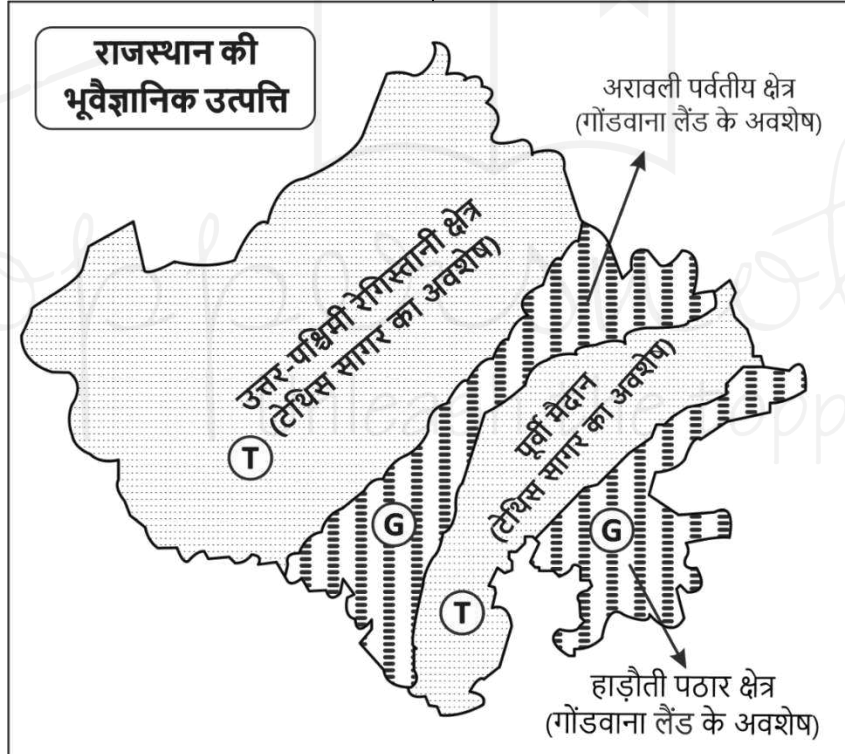 राजस्थान की
भूवैज्ञानिक उत्पत्ति
अरावली पर्वतीय क्षेत्र
(गोंडवाना लैंड के अवशेष)
उत्तर-पश्चिमी रेगिस्तानी क्षेत्र
(टेथिस सागर का अवशेष)
T
पूर्वी मैदान
(टेथिस सागर का अवशेष)
G
G
T
हाड़ौती पठार क्षेत्र
(गोंडवाना लैंड के अवशेष)